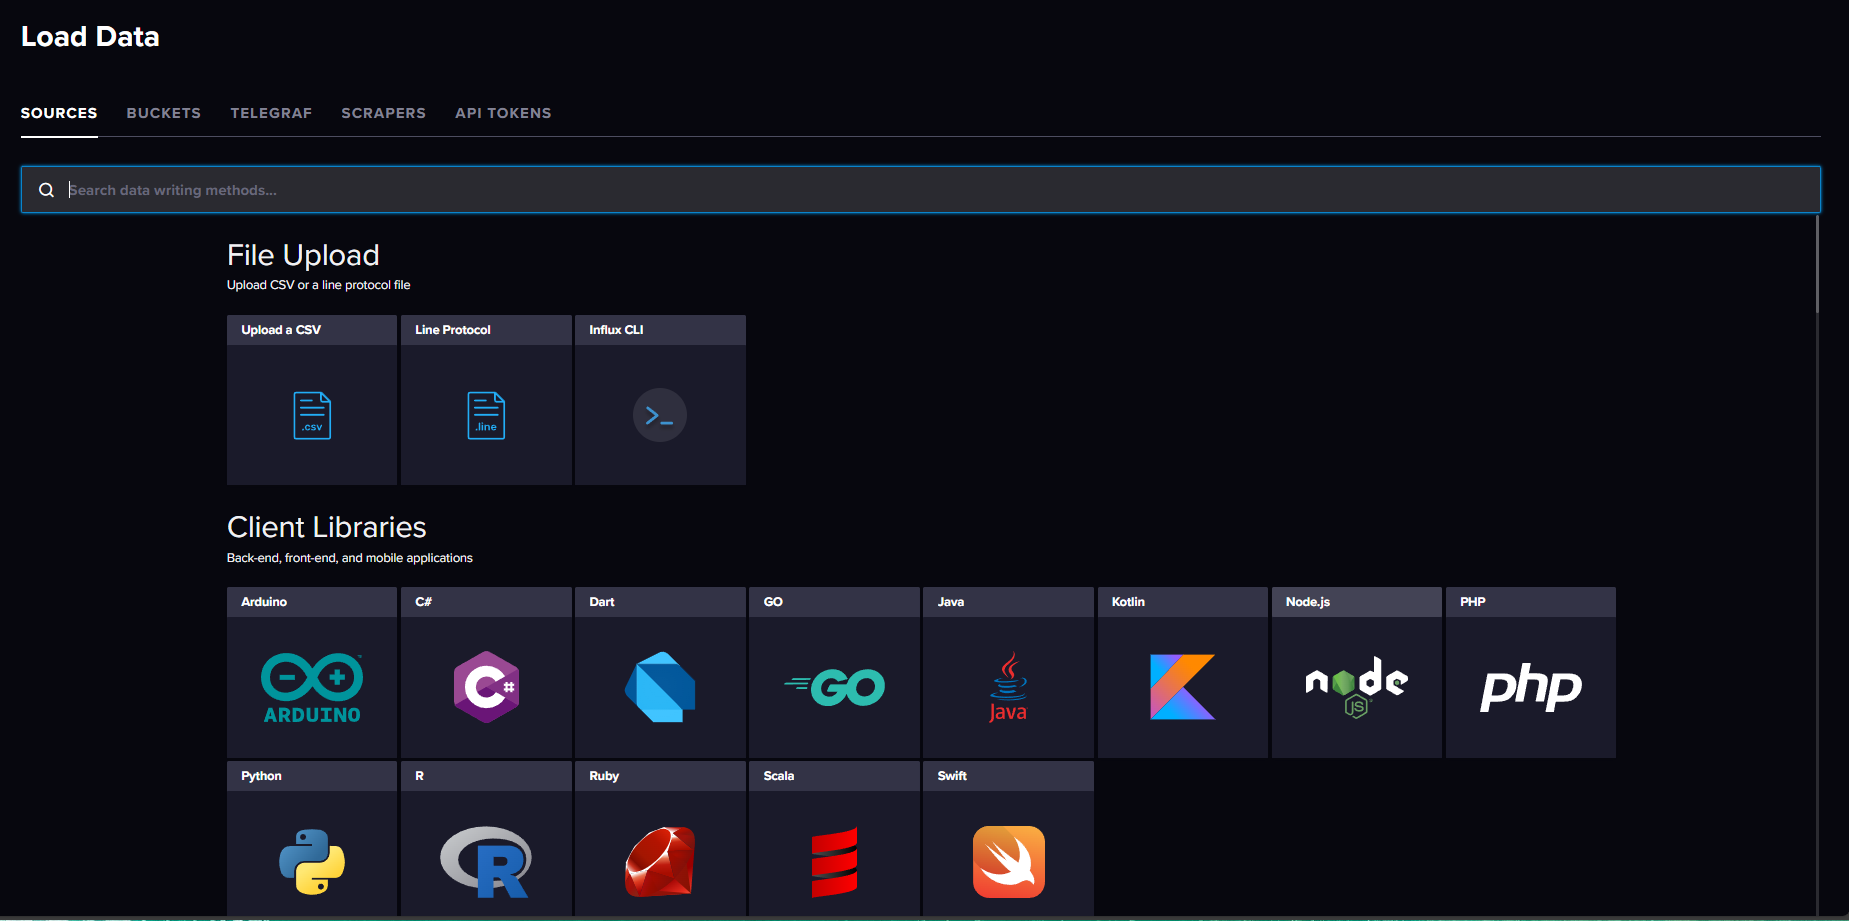 Load Data
SOURCES BUCKETS TELEGRAF SCRAPERS API TOKENS
Search data writing methods...
File Upload
Upload CSV or a line protocol file
Upload a CSV Line Protocol Influx CLI
.csv .line >_
Client Libraries
Back-end, front-end, and mobile applications
Arduino C# Dart GO Java Kotlin Node.js PHP
ARDUINO C# GO Java node JS php
Python R Ruby Scala Swift
R